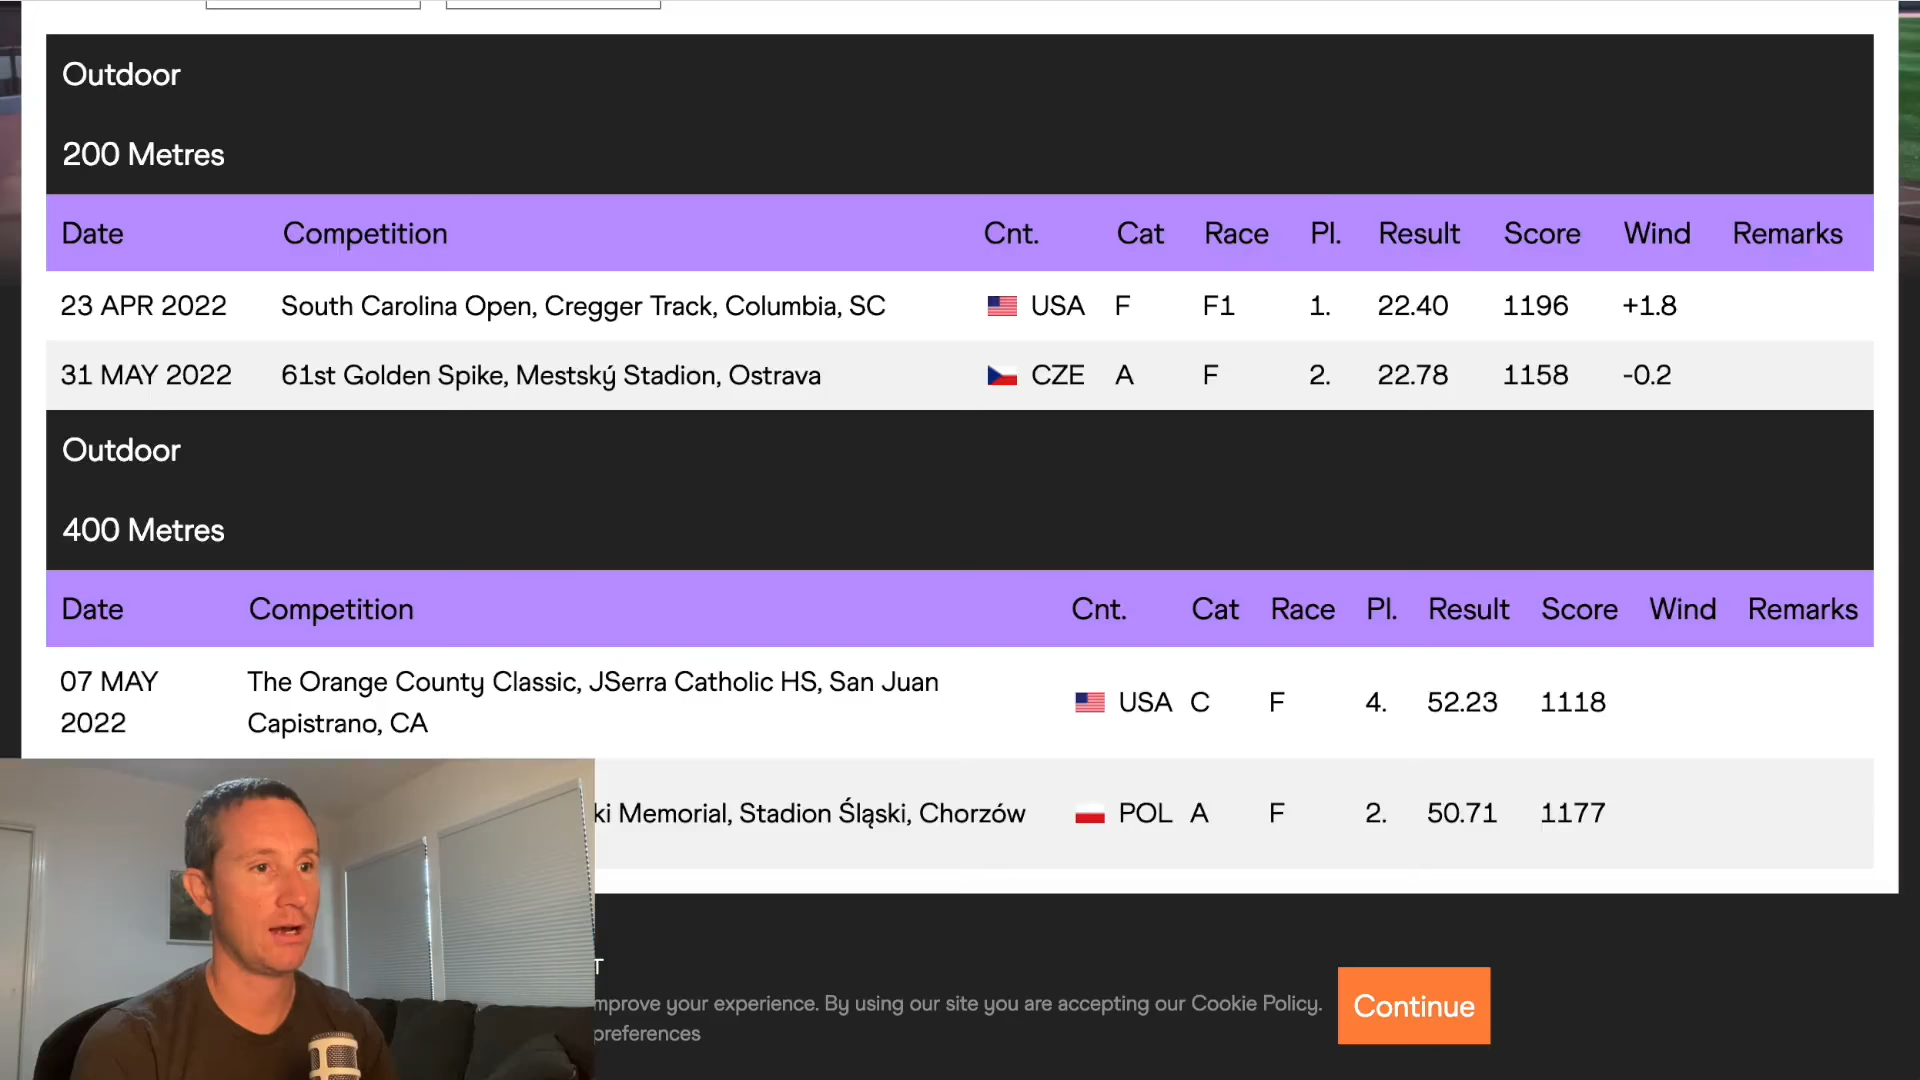 Outdoor
200 Metres
Date Competition Cnt. Cat Race Pl. Result Score Wind Remarks
23 APR 2022 South Carolina Open, Cregger Track, Columbia, SC USA F F1 1. 22.40 1196 +1.8
31 MAY 2022 61st Golden Spike, Mestský Stadion, Ostrava CZE A F 2. 22.78 1158 -0.2
Outdoor
400 Metres
Date Competition Cnt. Cat Race Pl. Result Score Wind Remarks
07 MAY The Orange County Classic, JSerra Catholic HS, San Juan
2022 Capistrano, CA USA C F 4. 52.23 1118
ki Memorial, Stadion Śląski, Chorzów POL A F 2. 50.71 1177
T
mprove your experience. By using our site you are accepting our Cookie Policy.
preferences
Continue